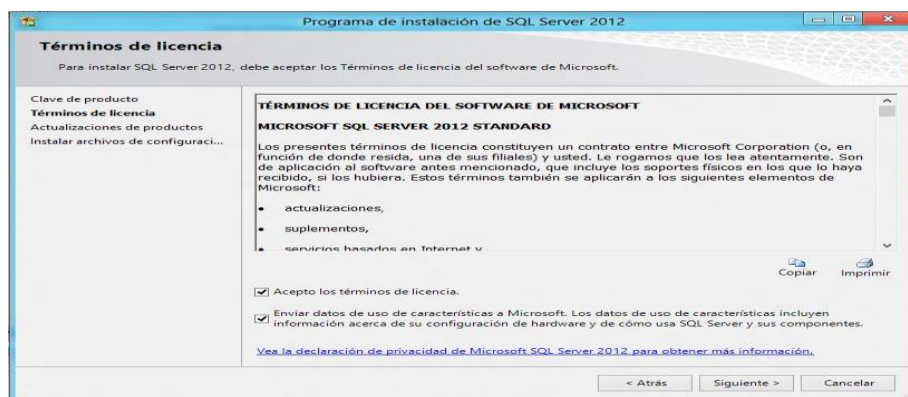 Programa de instalación de SQL Server 2012
Términos de licencia
Para instalar SQL Server 2012, debe aceptar los Términos de licencia del software de Microsoft.
Clave de producto
Términos de licencia
Actualizaciones de productos
Instalar archivos de configuraci...
TÉRMINOS DE LICENCIA DEL SOFTWARE DE MICROSOFT
MICROSOFT SQL SERVER 2012 STANDARD
Los presentes términos de licencia constituyen un contrato entre Microsoft Corporation (o, en
función de donde resida, una de sus filiales) y usted. Le rogamos que los lea atentamente. Son
de aplicación al software antes mencionado, que incluye los soportes físicos en los que lo haya
recibido, si los hubiera. Estos términos también se aplicarán a los siguientes elementos de
Microsoft:
• actualizaciones,
• suplementos,
• servicios basados en Internet y
Copiar Imprimir
Acepto los términos de licencia.
Enviar datos de uso de características a Microsoft. Los datos de uso de características incluyen
información acerca de su configuración de hardware y de cómo usa SQL Server y sus componentes.
Vea la declaración de privacidad de Microsoft SQL Server 2012 para obtener más información.
< Atrás Siguiente > Cancelar